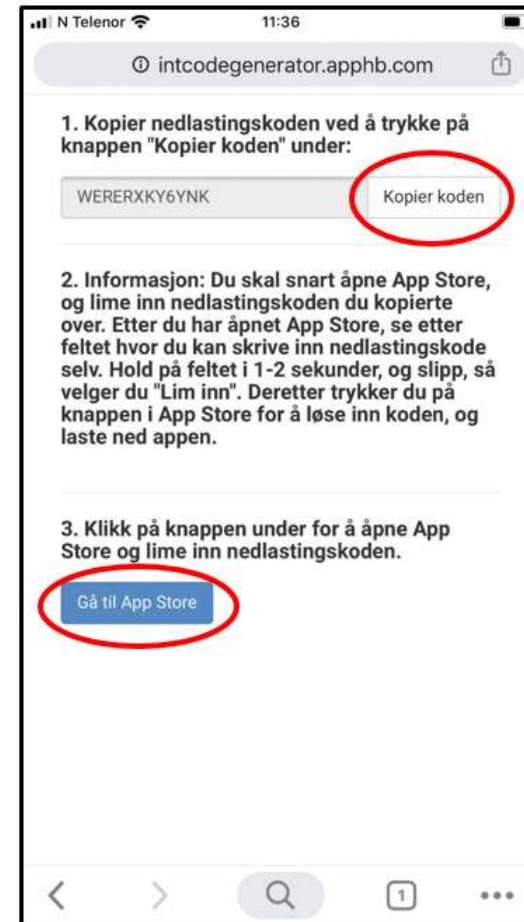 N Telenor
11:36
intcodegenerator.apphb.com
1. Kopier nedlastingskoden ved å trykke på
knappen "Kopier koden" under:
WERERXKY6YNK
Kopier koden
2. Informasjon: Du skal snart åpne App Store,
og lime inn nedlastingskoden du kopierte
over. Etter du har åpnet App Store, se etter
feltet hvor du kan skrive inn nedlastingskode
selv. Hold på feltet i 1-2 sekunder, og slipp, så
velger du "Lim inn". Deretter trykker du på
knappen i App Store for å løse inn koden, og
laste ned appen.
3. Klikk på knappen under for å åpne App
Store og lime inn nedlastingskoden.
Gå til App Store
1